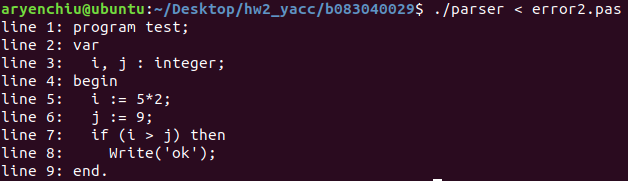 aryenchiu@ubuntu:~/Desktop/hw2_yacc/b083040029$ ./parser < error2.pas
line 1: program test;
line 2: var
line 3:   i, j : integer;
line 4: begin
line 5:   i := 5*2;
line 6:   j := 9;
line 7:   if (i > j) then
line 8:     Write('ok');
line 9: end.